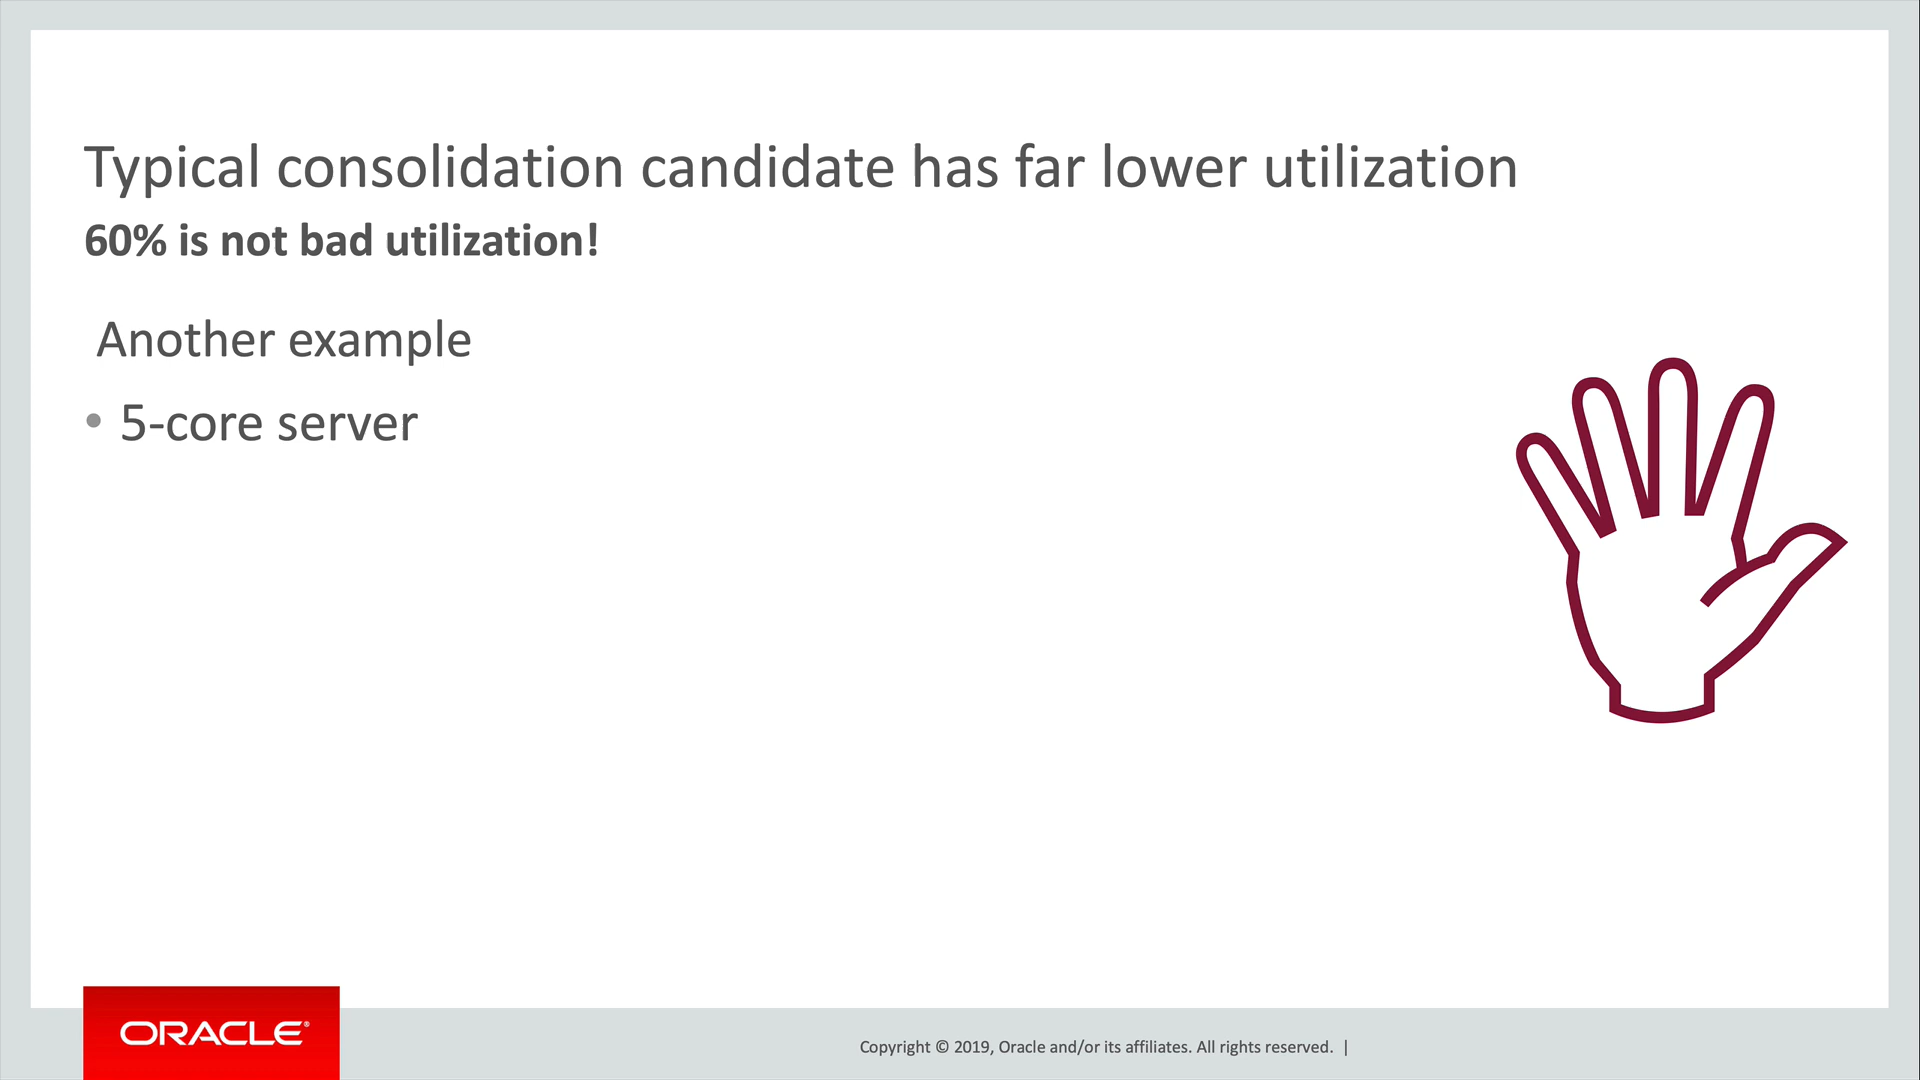 Typical consolidation candidate has far lower utilization
60% is not bad utilization!
Another example
• 5-core server
ORACLE®
Copyright © 2019, Oracle and/or its affiliates. All rights reserved. |